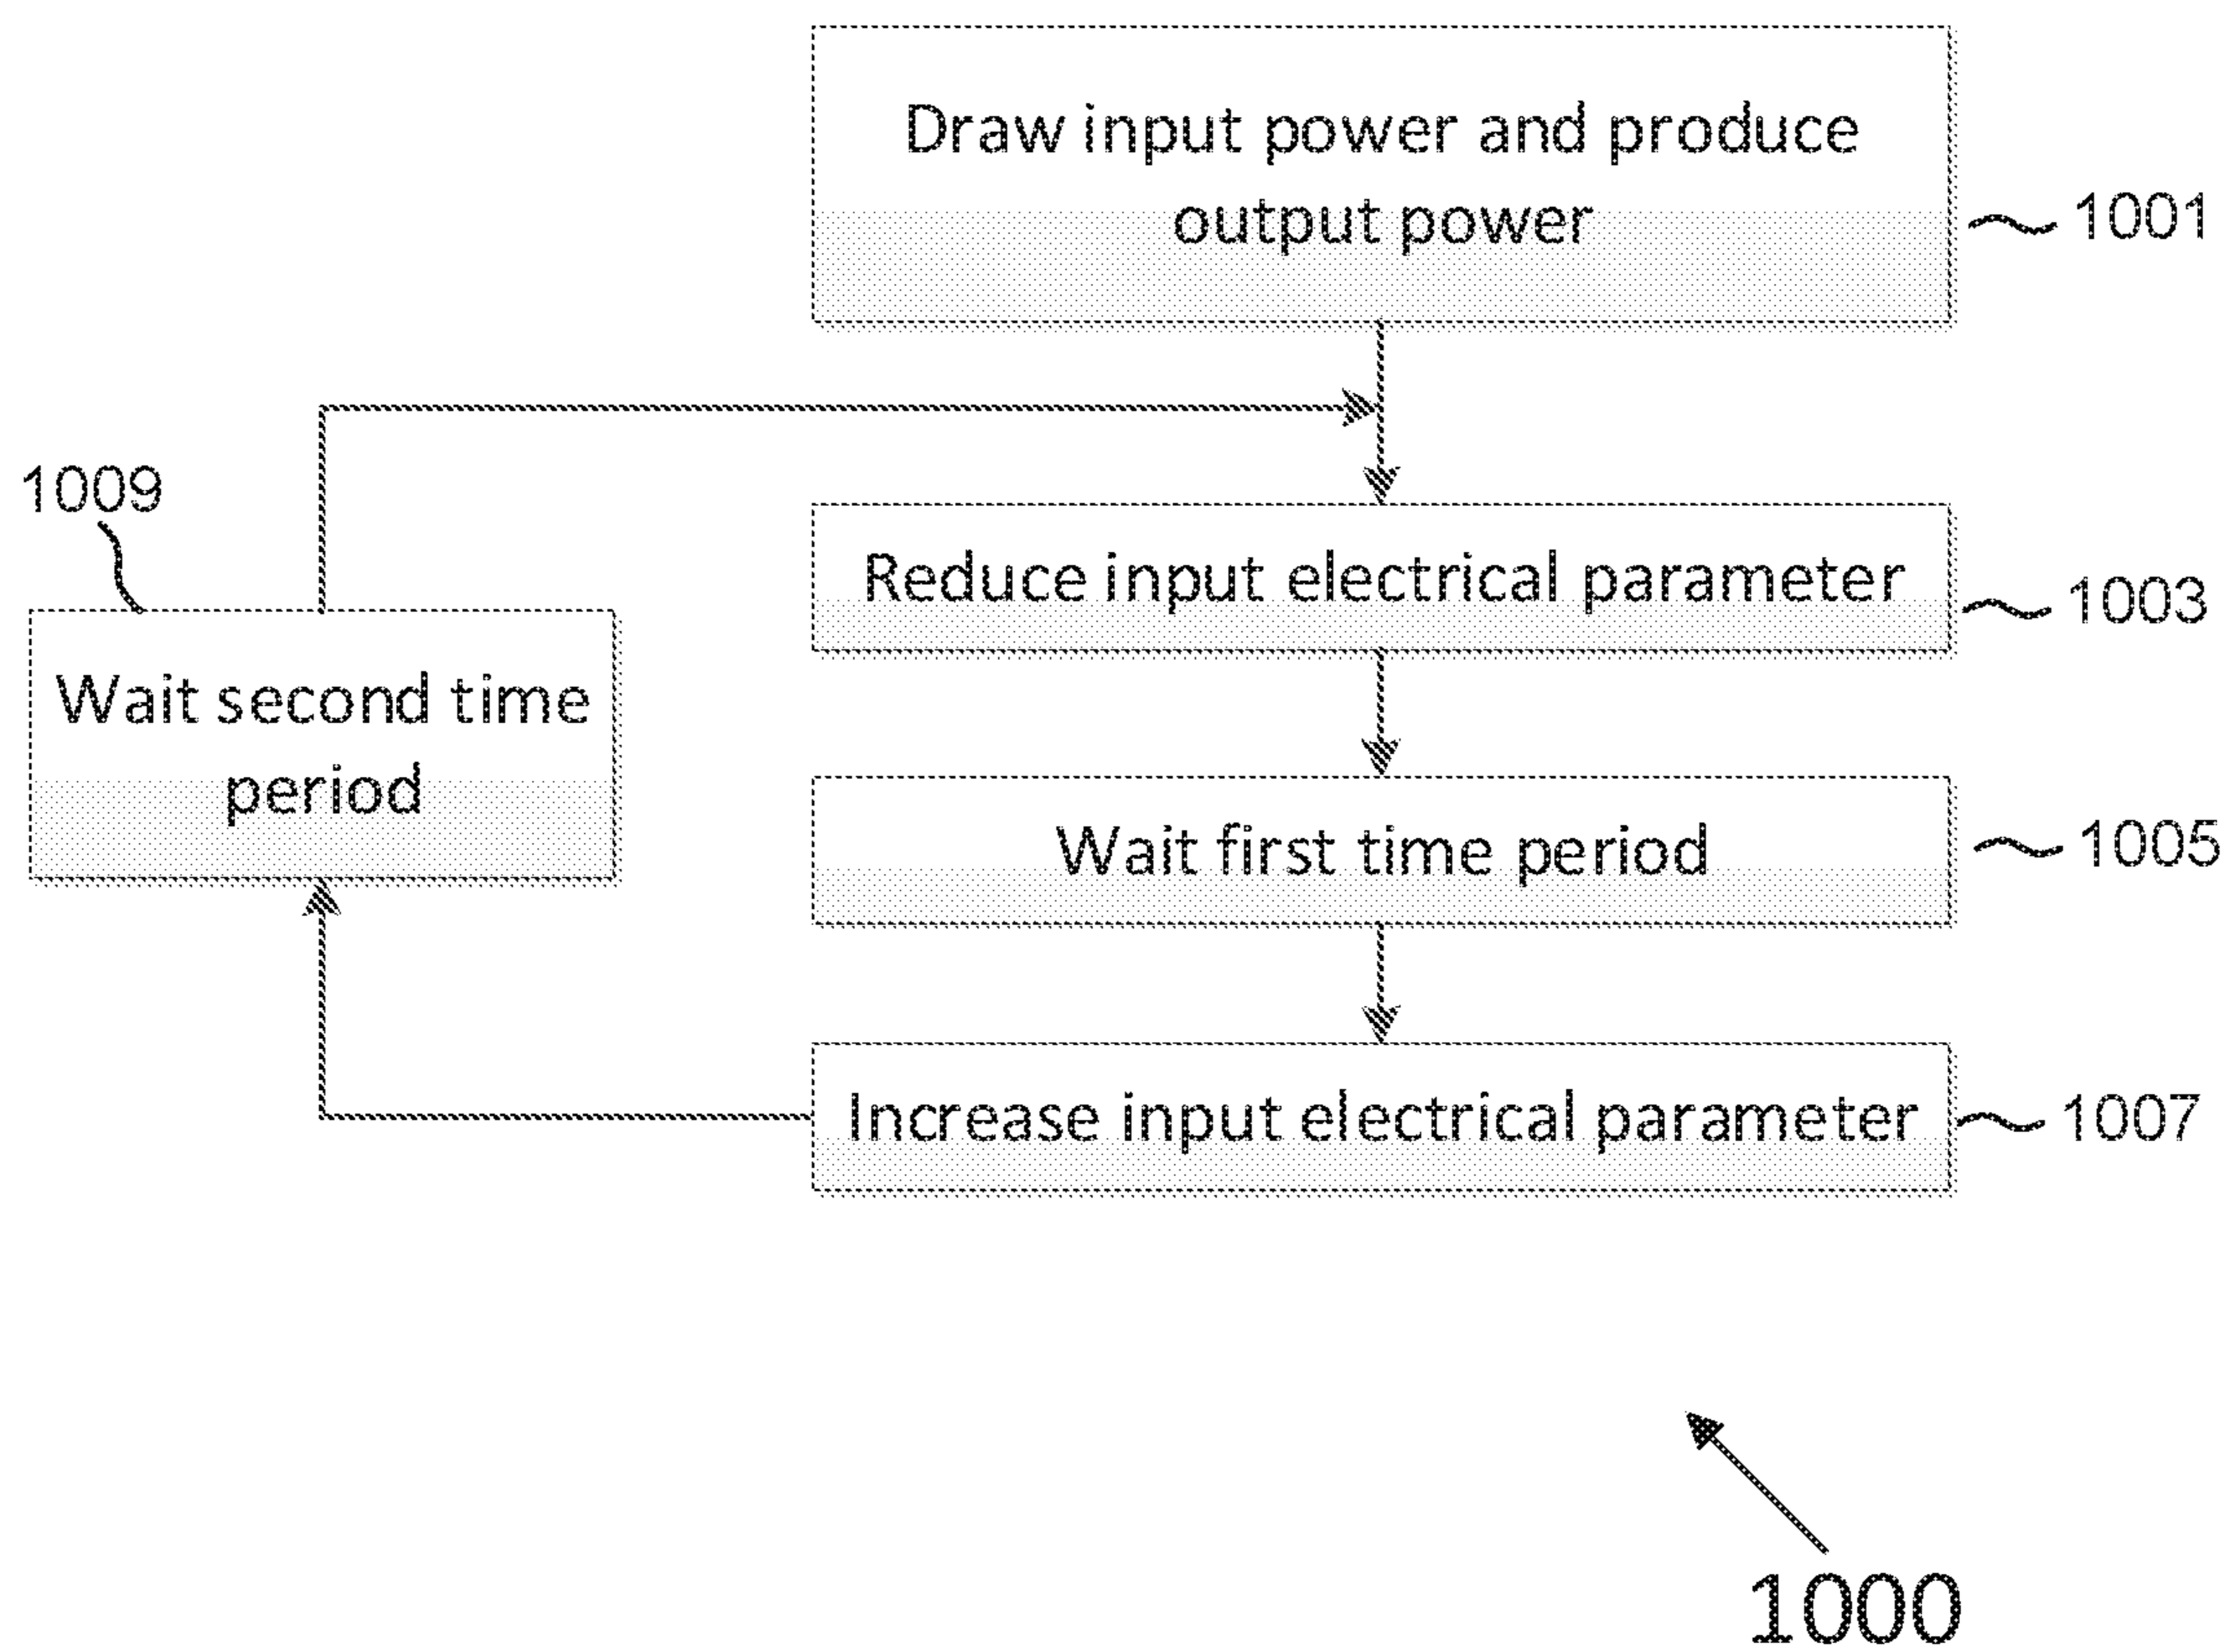 Draw input power and produce
output power
1001
1009
Reduce input electrical parameter
1003
Wait second time
period
Wait first time period
1005
Increase input electrical parameter
1007
1000